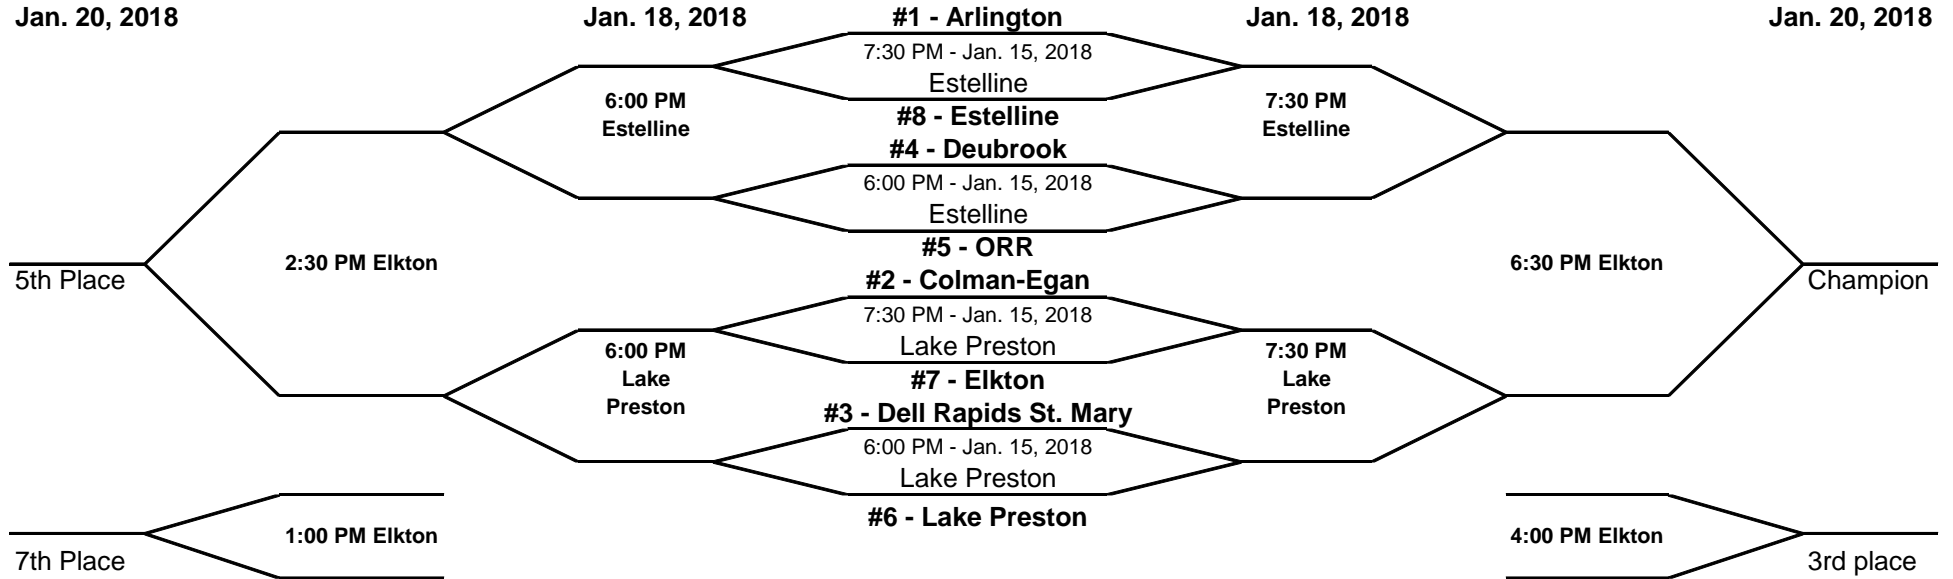 Jan. 20, 2018
Jan. 18, 2018
#1 - Arlington
Jan. 18, 2018
Jan. 20, 2018
7:30 PM - Jan. 15, 2018
Estelline
6:00 PM
Estelline
7:30 PM
Estelline
#8 - Estelline
#4 - Deubrook
6:00 PM - Jan. 15, 2018
Estelline
#5 - ORR
2:30 PM Elkton
6:30 PM Elkton
5th Place
#2 - Colman-Egan
Champion
7:30 PM - Jan. 15, 2018
Lake Preston
6:00 PM
Lake
Preston
7:30 PM
Lake
Preston
#7 - Elkton
#3 - Dell Rapids St. Mary
6:00 PM - Jan. 15, 2018
Lake Preston
#6 - Lake Preston
1:00 PM Elkton
4:00 PM Elkton
7th Place
3rd place